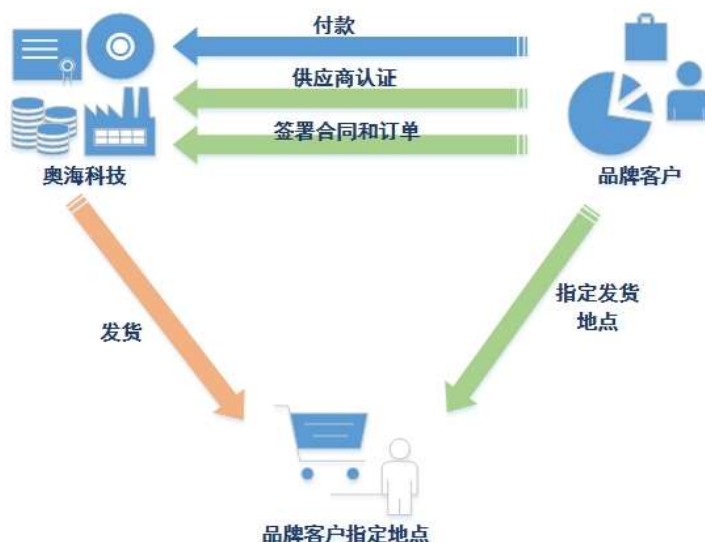 付款
供应商认证
签署合同和订单
奥海科技
品牌客户
指定发货
地点
发货
品牌客户指定地点